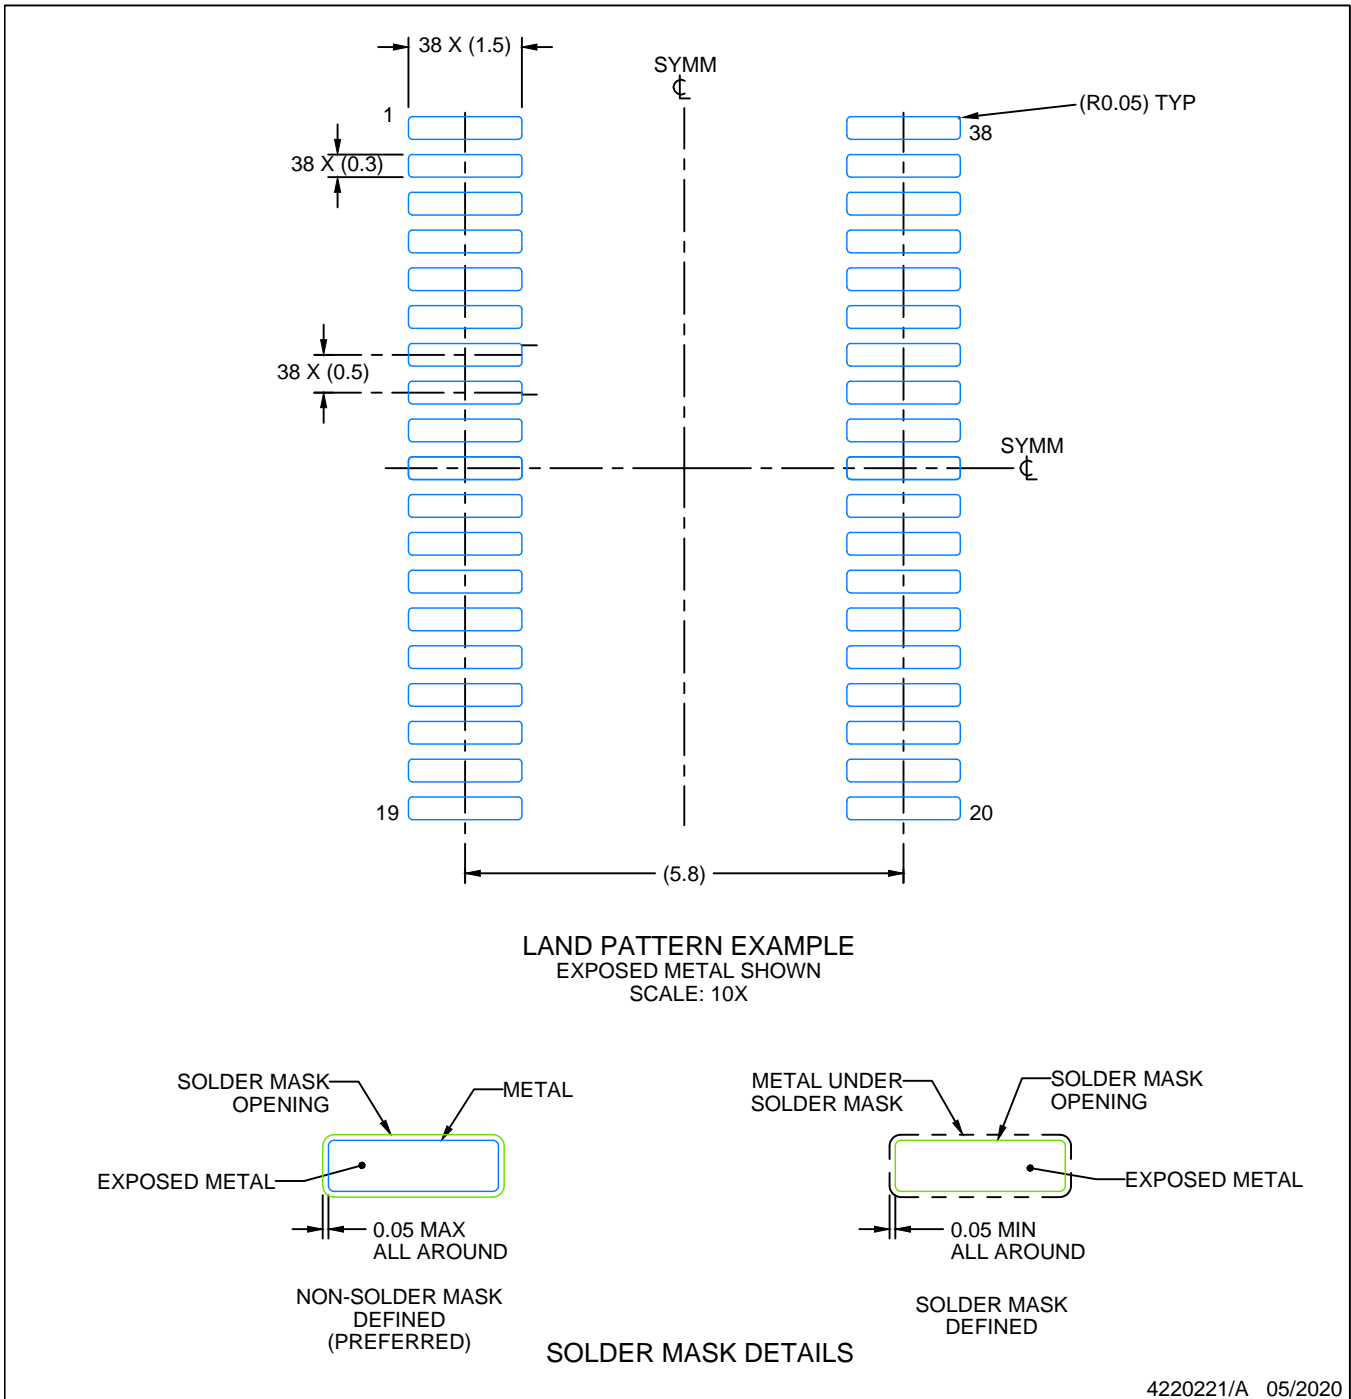 38 X (1.5)
SYMM
℄
(R0.05) TYP
1
38
38 X (0.3)
38 X (0.5)
SYMM
℄
19
20
(5.8)
LAND PATTERN EXAMPLE
EXPOSED METAL SHOWN
SCALE: 10X
SOLDER MASK
OPENING
METAL
EXPOSED METAL
0.05 MAX
ALL AROUND
NON-SOLDER MASK
DEFINED
(PREFERRED)
METAL UNDER
SOLDER MASK
SOLDER MASK
OPENING
EXPOSED METAL
0.05 MIN
ALL AROUND
SOLDER MASK
DEFINED
SOLDER MASK DETAILS
4220221/A 05/2020